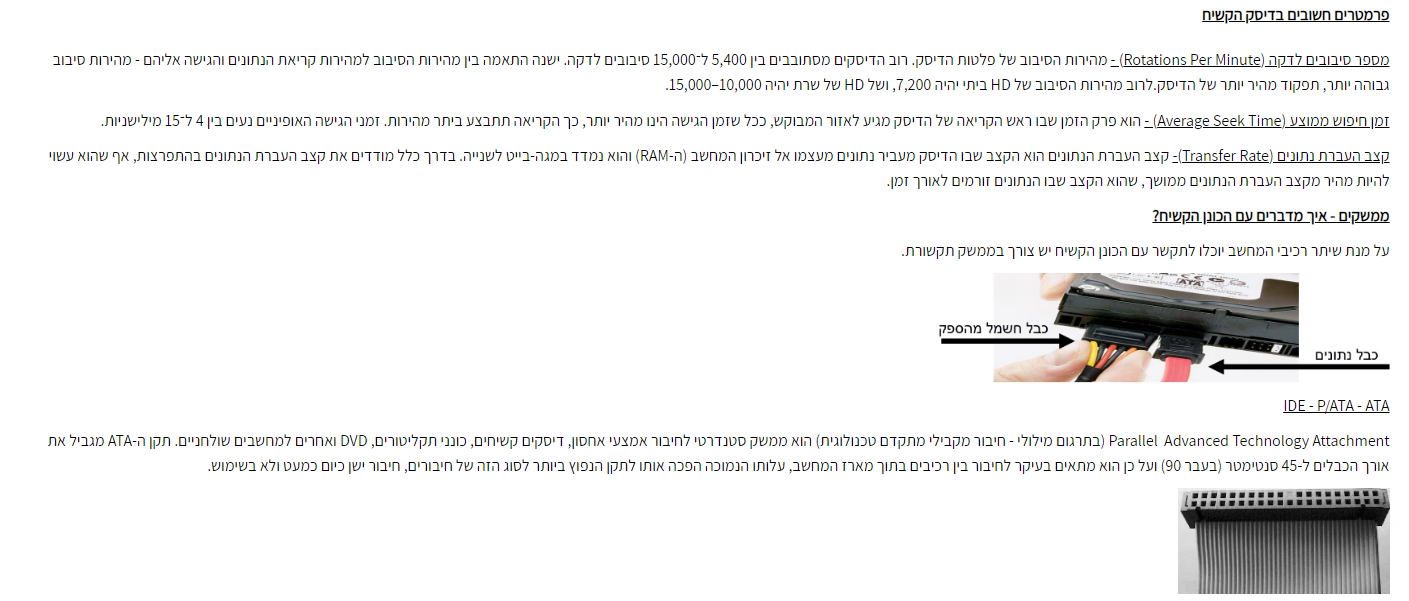 פרמטרים חשובים בדיסק הקשיח
מספר סיבובים לדקה (Rotations Per Minute) - מהירות הסיבוב של פלטות הדיסק. רוב הדיסקים מסתובבים בין 5,400 ל־15,000 סיבובים לדקה. ישנה התאמה בין מהירות הסיבוב למהירות קריאת הנתונים והגישה אליהם - מהירות סיבוב
גבוהה יותר, תפקוד מהיר יותר של הדיסק.לרוב מהירות הסיבוב של HD ביתי יהיה 7,200, ושל HD של שרת יהיה 10,000–15,000.
זמן חיפוש ממוצע (Average Seek Time) - הוא פרק הזמן שבו ראש הקריאה של הדיסק מגיע לאזור המבוקש, ככל שזמן הגישה הינו מהיר יותר, כך הקריאה תתבצע ביתר מהירות. זמני הגישה האופיניים נעים בין 4 ל־15 מילישניות.
קצב העברת נתונים (Transfer Rate)- קצב העברת הנתונים הוא הקצב שבו הדיסק מעביר נתונים מעצמו אל זיכרון המחשב (ה-RAM) והוא נמדד במגה-בייט לשנייה. בדרך כלל מודדים את קצב העברת הנתונים בהתפרצות, אף שהוא עשוי
להיות מהיר מקצב העברת הנתונים ממושך, שהוא הקצב שבו הנתונים זורמים לאורך זמן.
ממשקים - איך מדברים עם הכונן הקשיח?
על מנת שיתר רכיבי המחשב יוכלו לתקשר עם הכונן הקשיח יש צורך בממשק תקשורת.
ATA
כבל חשמל מהספק
כבל נתונים
IDE - P/ATA - ATA
Parallel Advanced Technology Attachment (בתרגום מילולי - חיבור מקבילי מתקדם טכנולוגית) הוא ממשק סטנדרטי לחיבור אמצעי אחסון, דיסקים קשיחים, כונני תקליטורים, DVD ואחרים למחשבים שולחניים. תקן ה-ATA מגביל את
אורך הכבלים ל-45 סנטימטר (בעבר 90) ועל כן הוא מתאים בעיקר לחיבור בין רכיבים בתוך מארז המחשב, עלותו הנמוכה הפכה אותו לתקן הנפוץ ביותר לסוג הזה של חיבורים, חיבור ישן כיום כמעט ולא בשימוש.